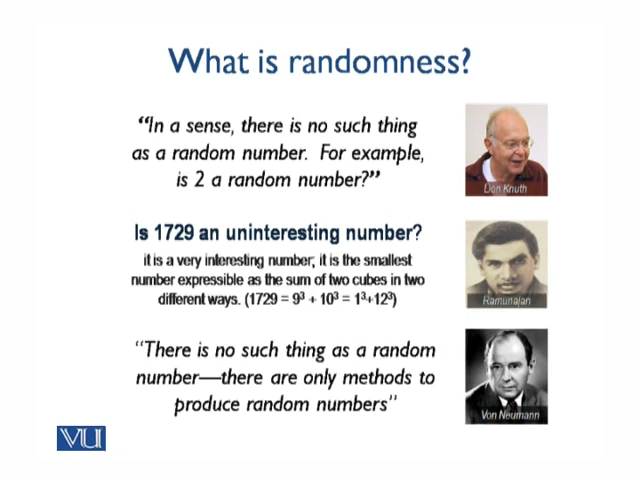 What is randomness?
“In a sense, there is no such thing
as a random number. For example,
is 2 a random number?”
Don Knuth
Is 1729 an uninteresting number?
it is a very interesting number; it is the smallest
number expressible as the sum of two cubes in two
different ways. (1729 = 9³ + 10³ = 1³+12³)
Ramunajan
“There is no such thing as a random
number—there are only methods to
produce random numbers”
Von Neumann
VU